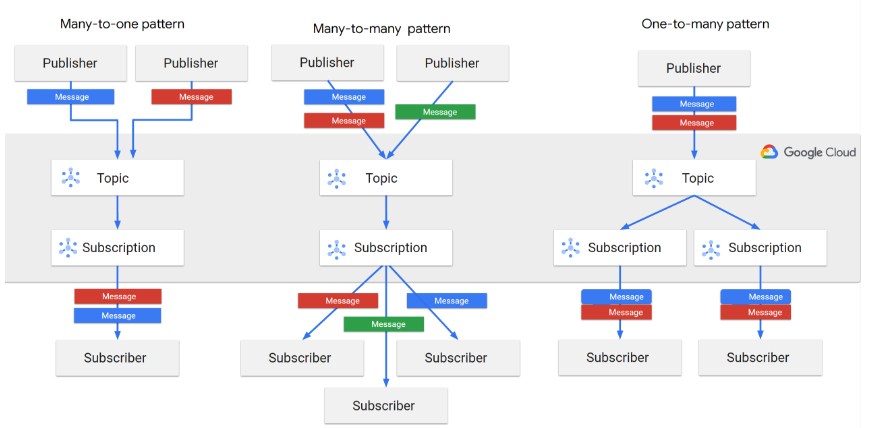 Many-to-one pattern
Publisher
Publisher
Message
Message
Topic
Subscription
Message
Message
Subscriber
Many-to-many pattern
Publisher
Publisher
Message
Message
Message
Topic
Subscription
Message
Message
Message
Subscriber
Subscriber
Subscriber
One-to-many pattern
Publisher
Message
Message
Google Cloud
Topic
Subscription
Subscription
Message
Message
Message
Message
Subscriber
Subscriber